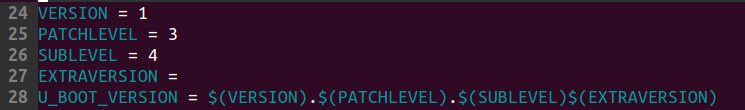 24 VERSION = 1
25 PATCHLEVEL = 3
26 SUBLEVEL = 4
27 EXTRAVERSION =
28 U_BOOT_VERSION = $(VERSION).$(PATCHLEVEL).$(SUBLEVEL)$(EXTRAVERSION)